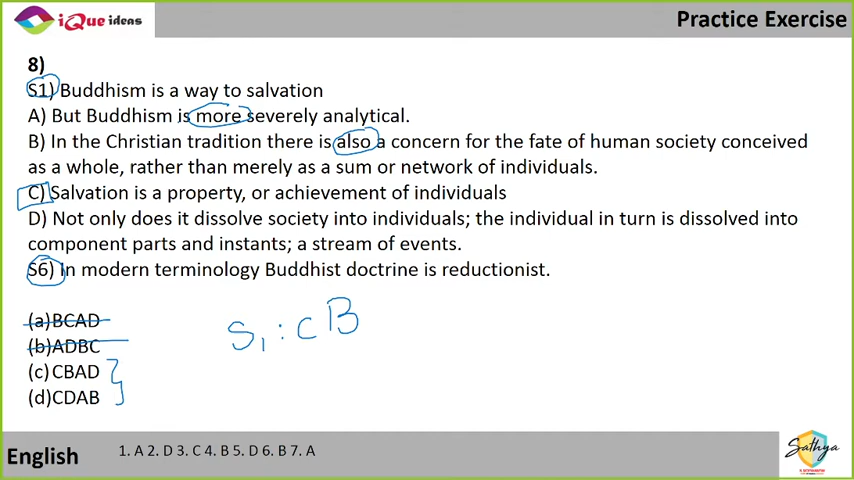 iQue ideas
Practice Exercise
8)
S1) Buddhism is a way to salvation
A) But Buddhism is more severely analytical.
B) In the Christian tradition there is also a concern for the fate of human society conceived
as a whole, rather than merely as a sum or network of individuals.
C) Salvation is a property, or achievement of individuals
D) Not only does it dissolve society into individuals; the individual in turn is dissolved into
component parts and instants; a stream of events.
S6) In modern terminology Buddhist doctrine is reductionist.
(a)BCAD
(b)ADBC
(c) CBAD
(d)CDAB
S1 : C B
English
1. A 2. D 3. C 4. B 5. D 6. B 7. A
Sathya